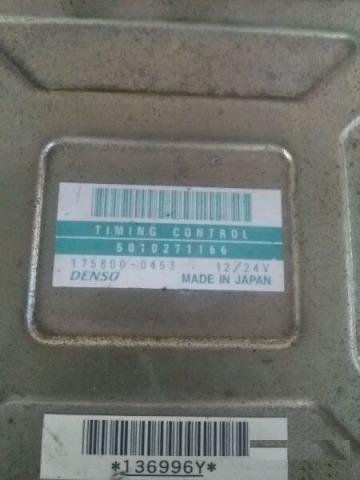 TIMING CONTROL
5010271166
175800-0453 12/24V
DENSO MADE IN JAPAN
*136996Y*